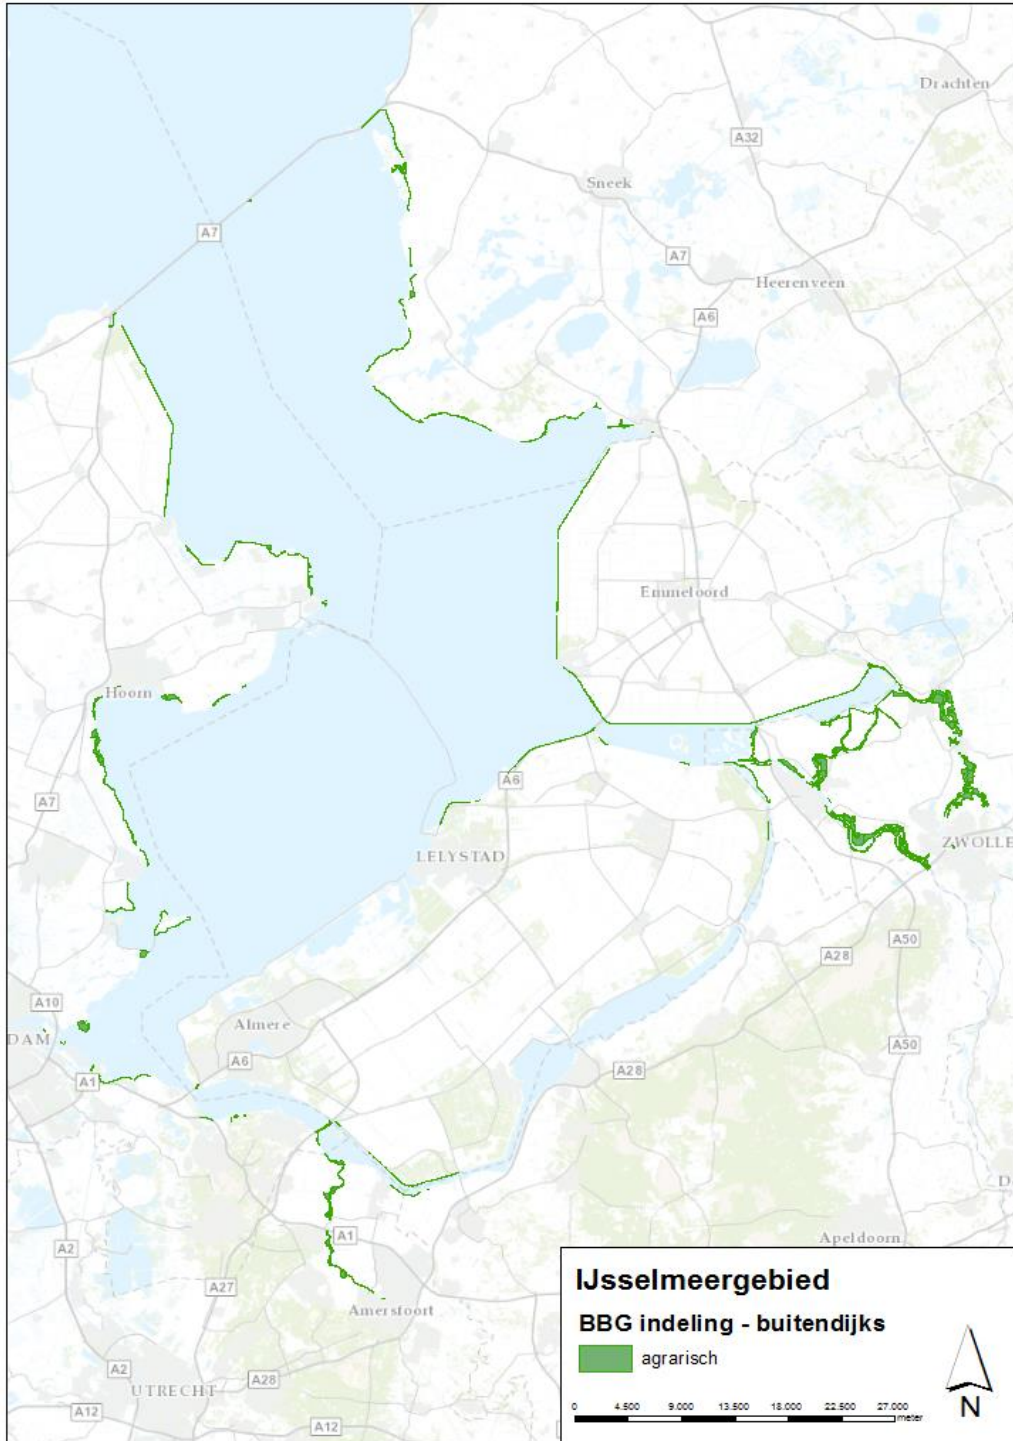 Drachten
A32
Sneek
A7
A7
Heerenveen
A6
Emmeloord
Hoorn
A7
A6
LELYSTAD
ZWOLLE
A50
A28
A10
DAM
Almere
A6
A50
A28
A1
D
A1
Apeldoorn
A2
A27
Amersfoort
A2
UTRECHT
A28
A12
A12
IJsselmeergebied
BBG indeling - buitendijks
agrarisch
0 4.500 9.000 13.500 18.000 22.500 27.000
meter
N